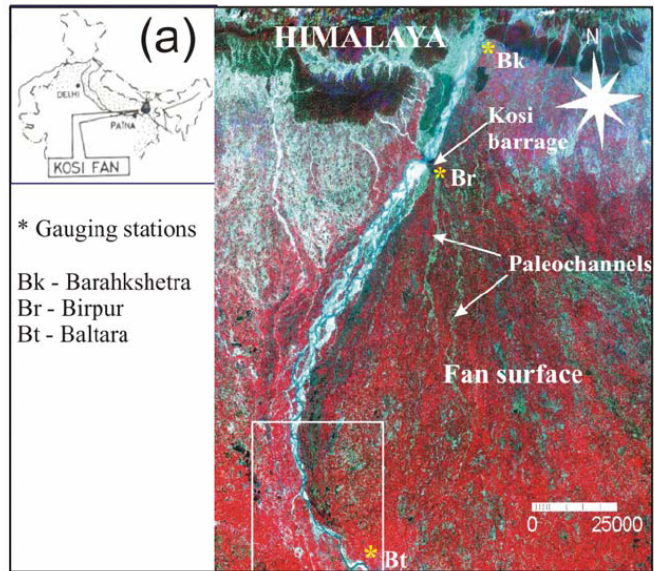 (a)
DELHI
PATNA
KOSI FAN
* Gauging stations
Bk - Barahkshetra
Br - Birpur
Bt - Baltara
HIMALAYA
N
* Bk
Kosi
barrage
* Br
Paleochannels
Fan surface
0 25000
* Bt